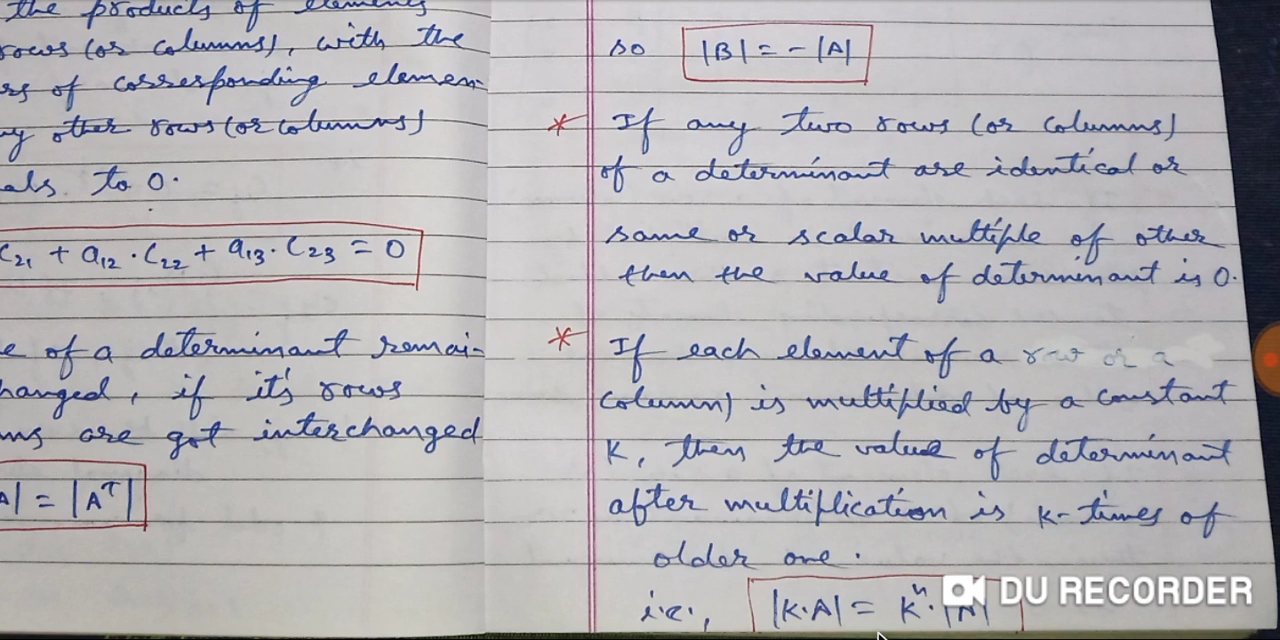 the products of elements
rows (or columns), with the
rs of corresponding elemen-
y other rows (or columns)
als to 0.
C21 + a12 · C22 + a13 · C23 = 0
e of a determinant remai-
hanged, if it's rows
ms are got interchanged
A| = |Aᵀ|
so |B| = - |A|
* If any two rows (or columns)
of a determinant are identical or
same or scalar multiple of other
then the value of determinant is 0.
* If each element of a row or a
column) is multiplied by a constant
K, then the value of determinant
after multiplication is K-times of
older one.
i.e., |K·A| = Kⁿ · |A|
DU RECORDER